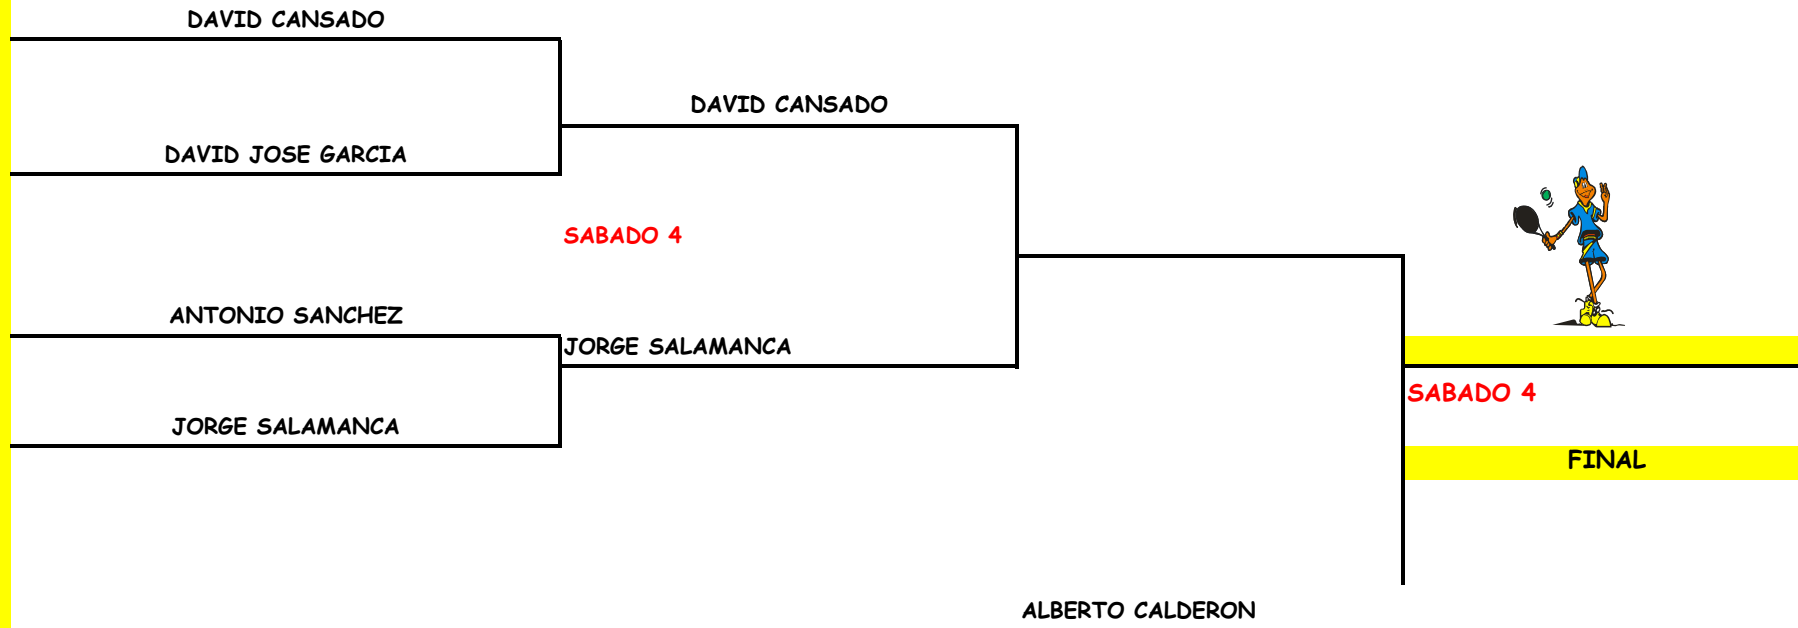 DAVID CANSADO
DAVID CANSADO
DAVID JOSE GARCIA
SABADO 4
ANTONIO SANCHEZ
JORGE SALAMANCA
SABADO 4
JORGE SALAMANCA
FINAL
ALBERTO CALDERON